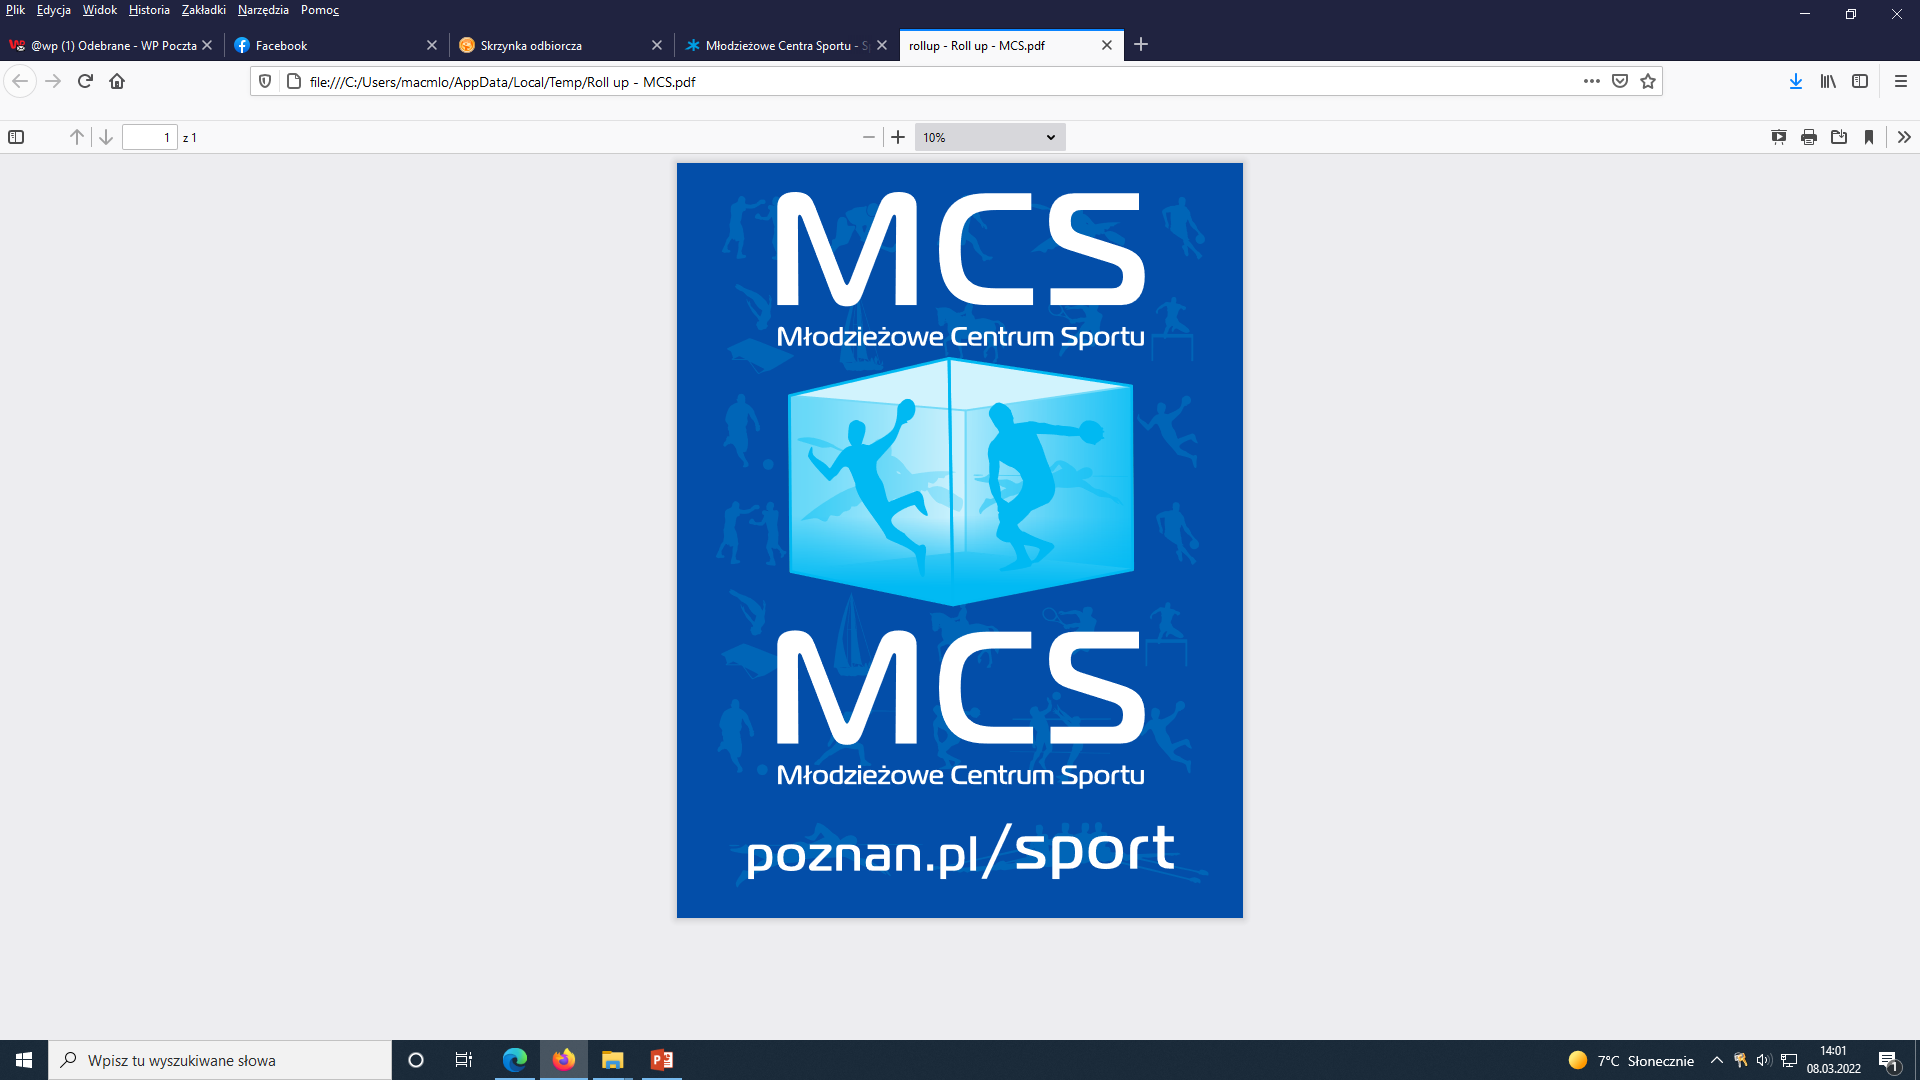 Plik Edycja Widok Historia Zakładki Narzędzia Pomoc
@wp (1) Odebrane - WP Poczta
Facebook
Skrzynka odbiorcza
Młodzieżowe Centra Sportu - S
rollup - Roll up - MCS.pdf
file:///C:/Users/macmlo/AppData/Local/Temp/Roll up - MCS.pdf
1 z 1
10%
MCS
Młodzieżowe Centrum Sportu
MCS
Młodzieżowe Centrum Sportu
poznan.pl/sport
Wpisz tu wyszukiwane słowa
7°C Słonecznie
14:01
08.03.2022
1